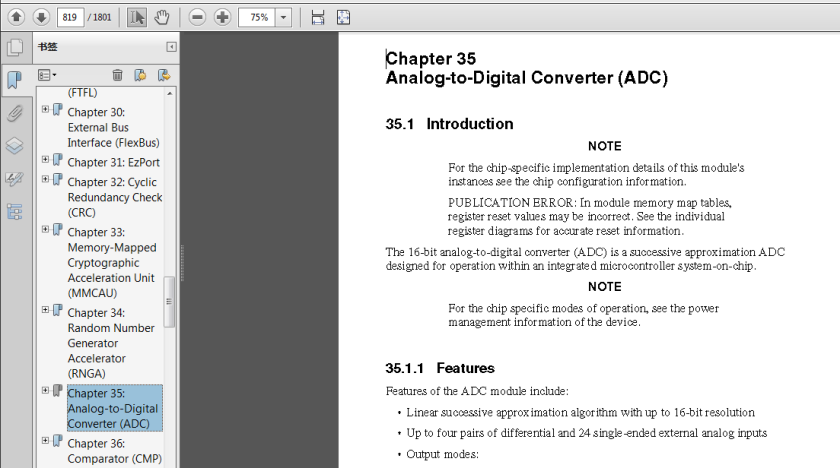 819 / 1801
75%
书签
(FTFL)
Chapter 30:
External Bus
Interface (FlexBus)
Chapter 31: EzPort
Chapter 32: Cyclic
Redundancy Check
(CRC)
Chapter 33:
Memory-Mapped
Cryptographic
Acceleration Unit
(MMCAU)
Chapter 34:
Random Number
Generator
Accelerator
(RNGA)
Chapter 35:
Analog-to-Digital
Converter (ADC)
Chapter 36:
Comparator (CMP)
Chapter 35
Analog-to-Digital Converter (ADC)
35.1 Introduction
NOTE
For the chip-specific implementation details of this module's
instances see the chip configuration information.
PUBLICATION ERROR: In module memory map tables,
register reset values may be incorrect. See the individual
register diagrams for accurate reset information.
The 16-bit analog-to-digital converter (ADC) is a successive approximation ADC
designed for operation within an integrated microcontroller system-on-chip.
NOTE
For the chip specific modes of operation, see the power
management information of the device.
35.1.1 Features
Features of the ADC module include:
• Linear successive approximation algorithm with up to 16-bit resolution
• Up to four pairs of differential and 24 single-ended external analog inputs
• Output modes: